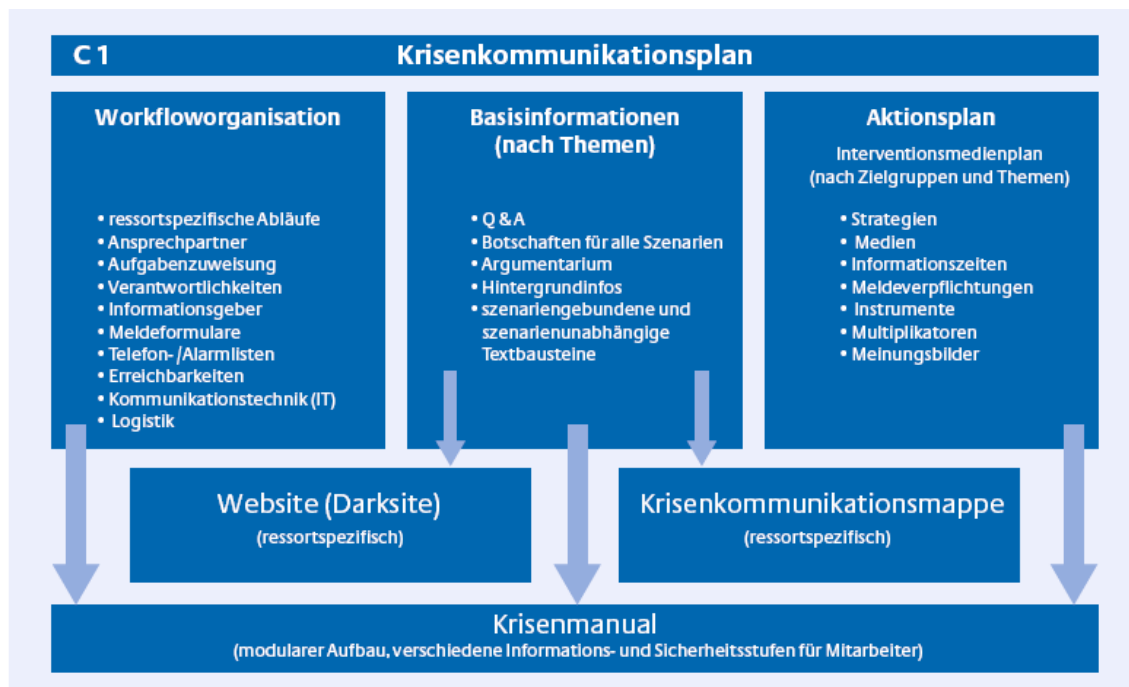 C 1 Krisenkommunikationsplan
Workfloworganisation
• ressortspezifische Abläufe
• Ansprechpartner
• Aufgabenzuweisung
• Verantwortlichkeiten
• Informationsgeber
• Meldeformulare
• Telefon- /Alarmlisten
• Erreichbarkeiten
• Kommunikationstechnik (IT)
• Logistik
Basisinformationen
(nach Themen)
• Q & A
• Botschaften für alle Szenarien
• Argumentarium
• Hintergrundinfos
• szenariengebundene und
szenarienunabhängige
Textbausteine
Aktionsplan
Interventionsmedienplan
(nach Zielgruppen und Themen)
• Strategien
• Medien
• Informationszeiten
• Meldeverpflichtungen
• Instrumente
• Multiplikatoren
• Meinungsbilder
Website (Darksite)
(ressortspezifisch)
Krisenkommunikationsmappe
(ressortspezifisch)
Krisenmanual
(modularer Aufbau, verschiedene Informations- und Sicherheitsstufen für Mitarbeiter)